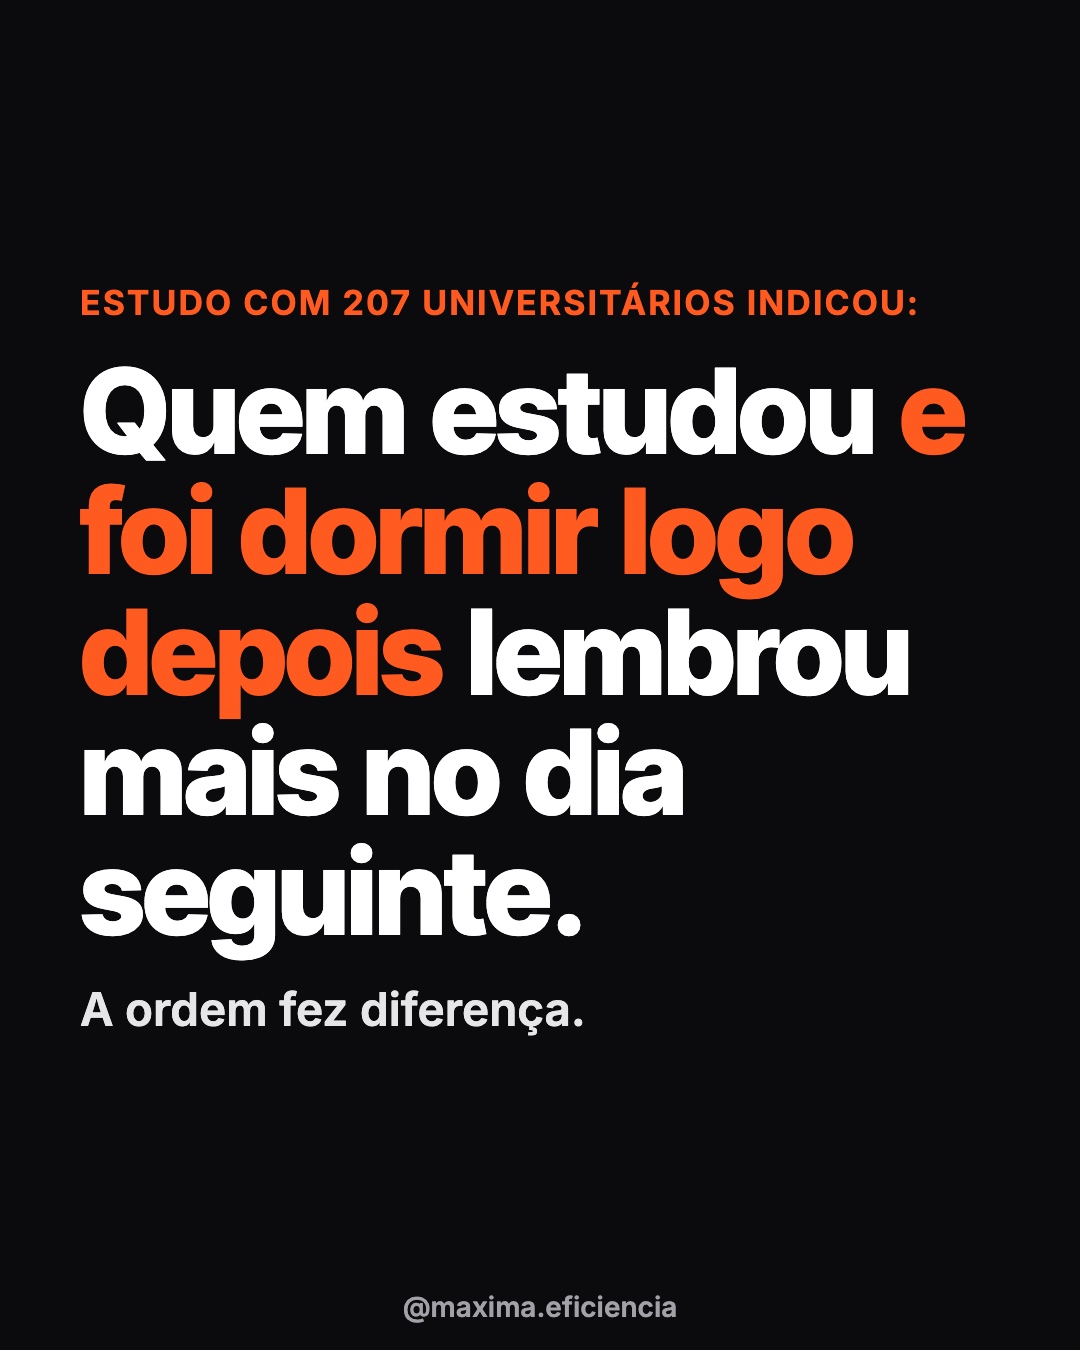 ESTUDO COM 207 UNIVERSITÁRIOS INDICOU:
Quem estudou e
foi dormir logo
depois lembrou
mais no dia
seguinte.
A ordem fez diferença.
@maxima.eficiencia